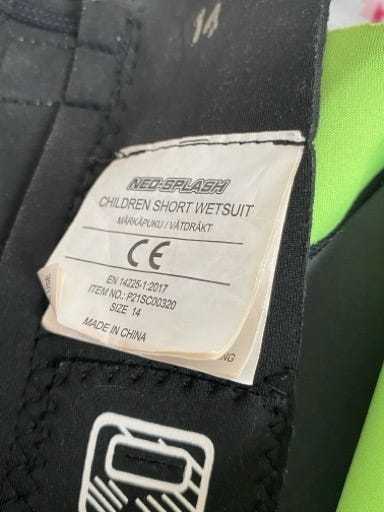 14
NEO-SPLASH
CHILDREN SHORT WETSUIT
MÄRKÄPUKU / VÅTDRÄKT
CE
EN 14225-1:2017
ITEM NO.: P21SC00320
SIZE 14
MADE IN CHINA